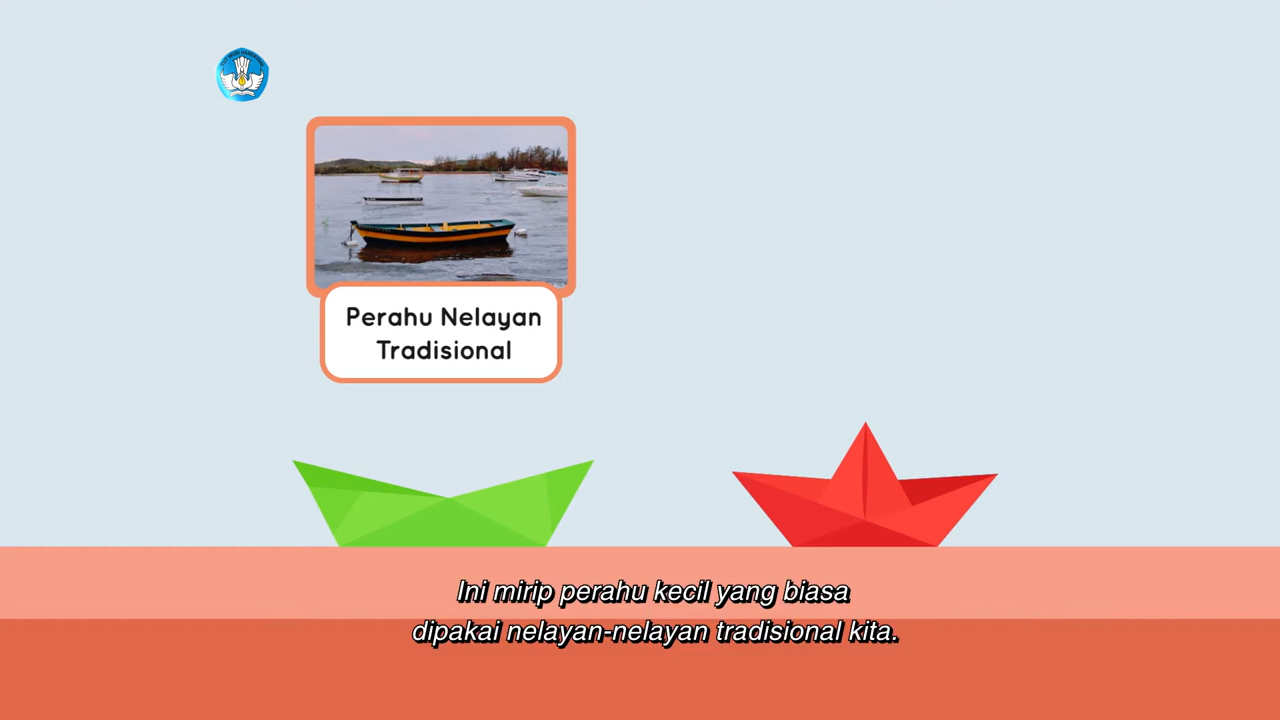 Perahu Nelayan
Tradisional
Ini mirip perahu kecil yang biasa
dipakai nelayan-nelayan tradisional kita.